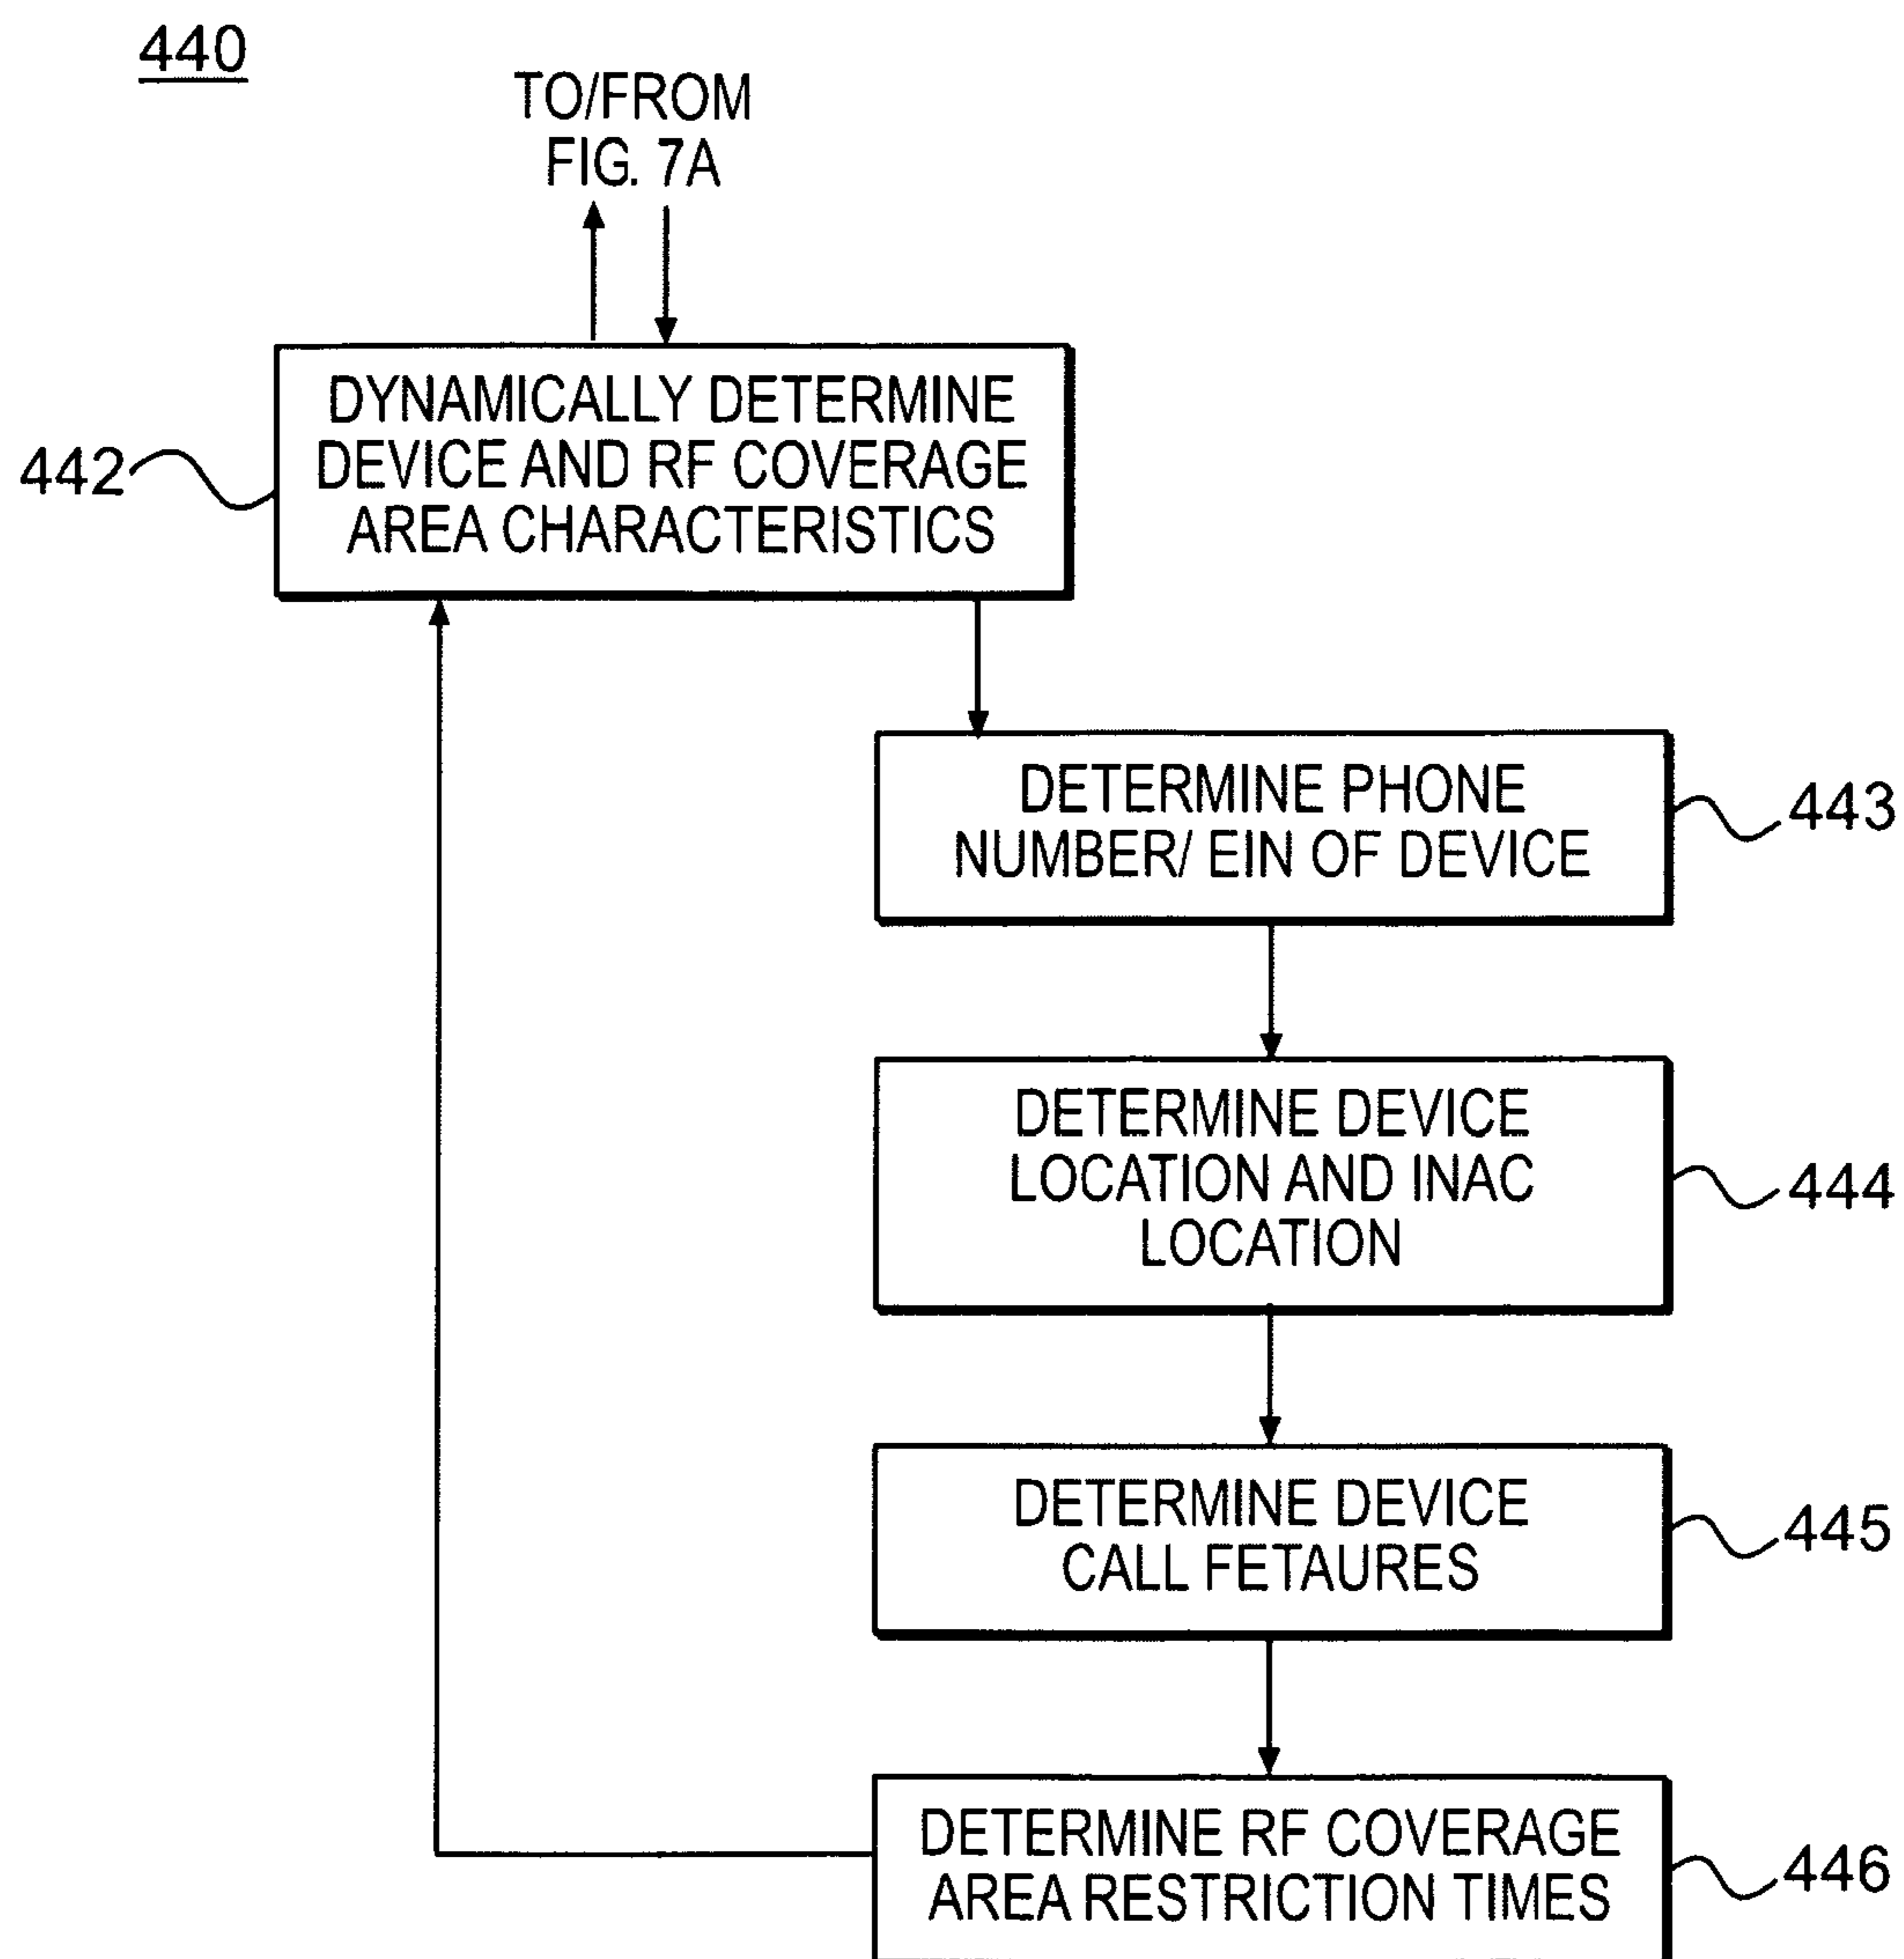 440
TO/FROM
FIG. 7A
DYNAMICALLY DETERMINE
DEVICE AND RF COVERAGE
AREA CHARACTERISTICS
442
DETERMINE PHONE
NUMBER/ EIN OF DEVICE
443
DETERMINE DEVICE
LOCATION AND INAC
LOCATION
444
DETERMINE DEVICE
CALL FETAURES
445
DETERMINE RF COVERAGE
AREA RESTRICTION TIMES
446